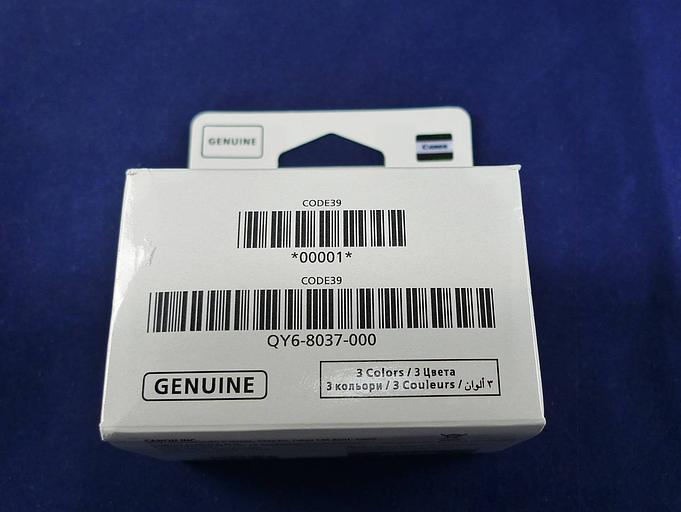 GENUINE
Canon
CODE39
*00001*
CODE39
QY6-8037-000
GENUINE
3 Colors / 3 Цвета
3 кольори / 3 Couleurs / ٣ ألوان